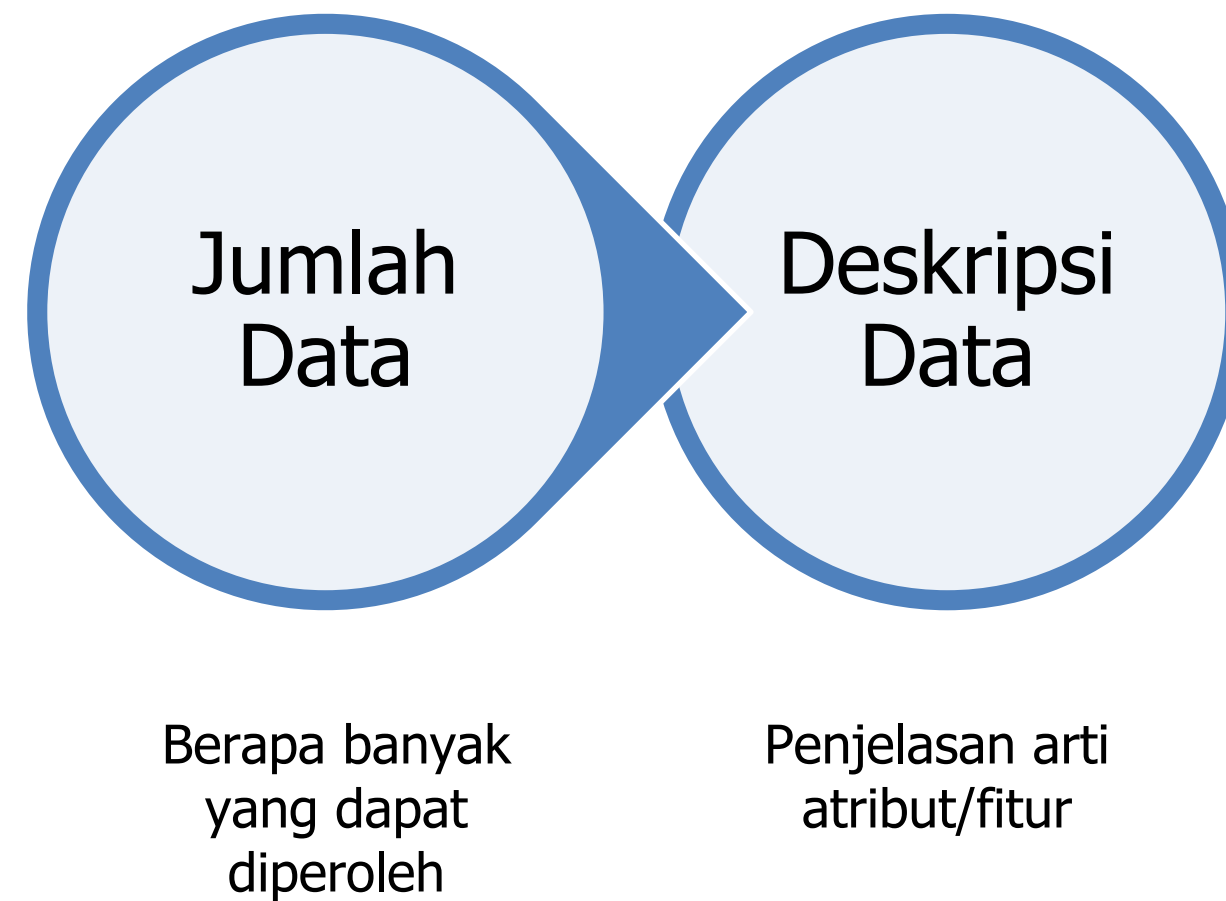 Jumlah
Data
Deskripsi
Data
Berapa banyak
yang dapat
diperoleh
Penjelasan arti
atribut/fitur